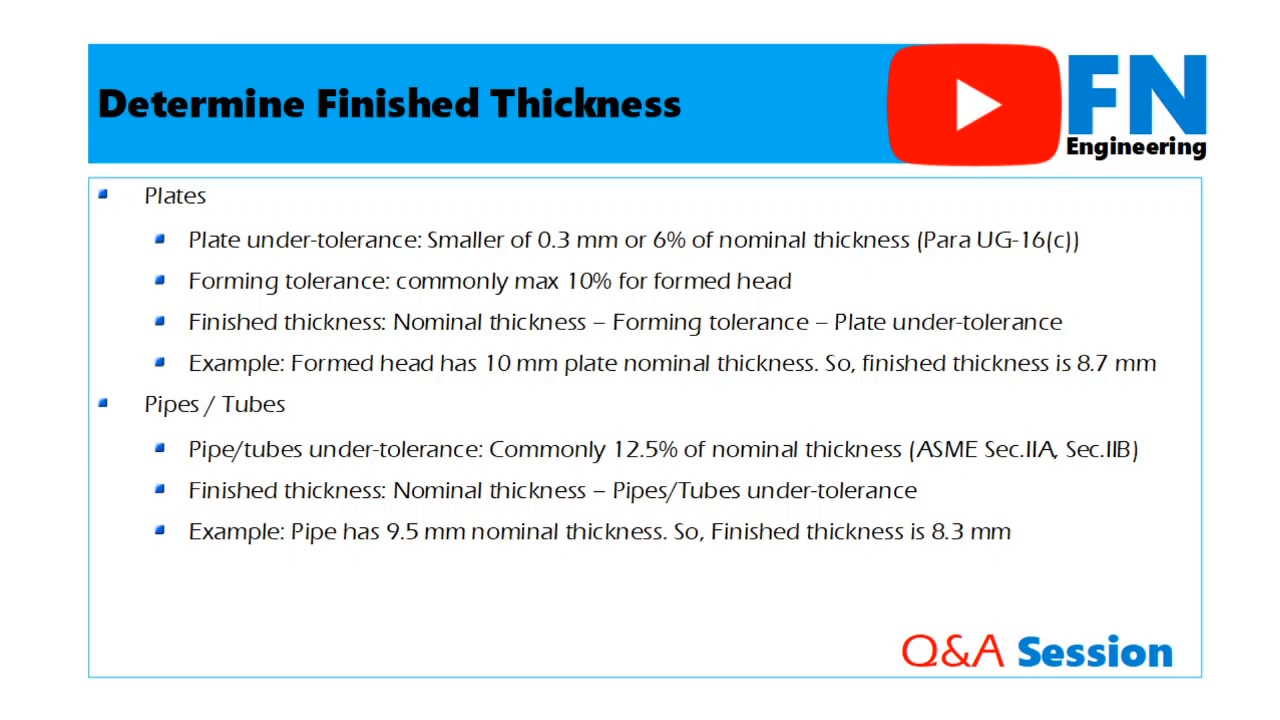 Determine Finished Thickness
FN
Engineering
Plates
Plate under-tolerance: Smaller of 0.3 mm or 6% of nominal thickness (Para UG-16(c))
Forming tolerance: commonly max 10% for formed head
Finished thickness: Nominal thickness – Forming tolerance – Plate under-tolerance
Example: Formed head has 10 mm plate nominal thickness. So, finished thickness is 8.7 mm
Pipes / Tubes
Pipe/tubes under-tolerance: Commonly 12.5% of nominal thickness (ASME Sec.IIA, Sec.IIB)
Finished thickness: Nominal thickness – Pipes/Tubes under-tolerance
Example: Pipe has 9.5 mm nominal thickness. So, Finished thickness is 8.3 mm
Q&A Session